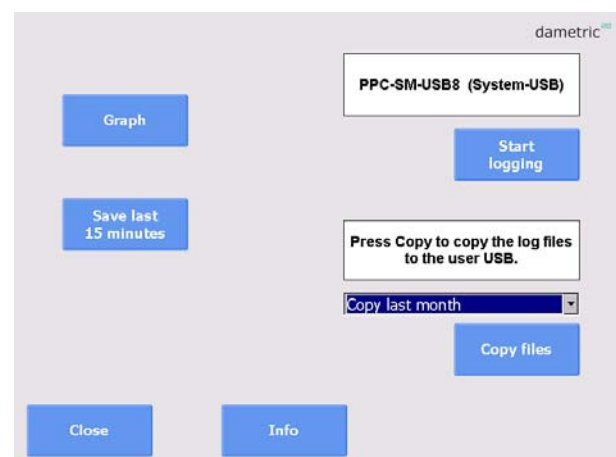 dametric
PPC-SM-USB8 (System-USB)
Graph
Start
logging
Save last
15 minutes
Press Copy to copy the log files
to the user USB.
Copy last month
Copy files
Close
Info